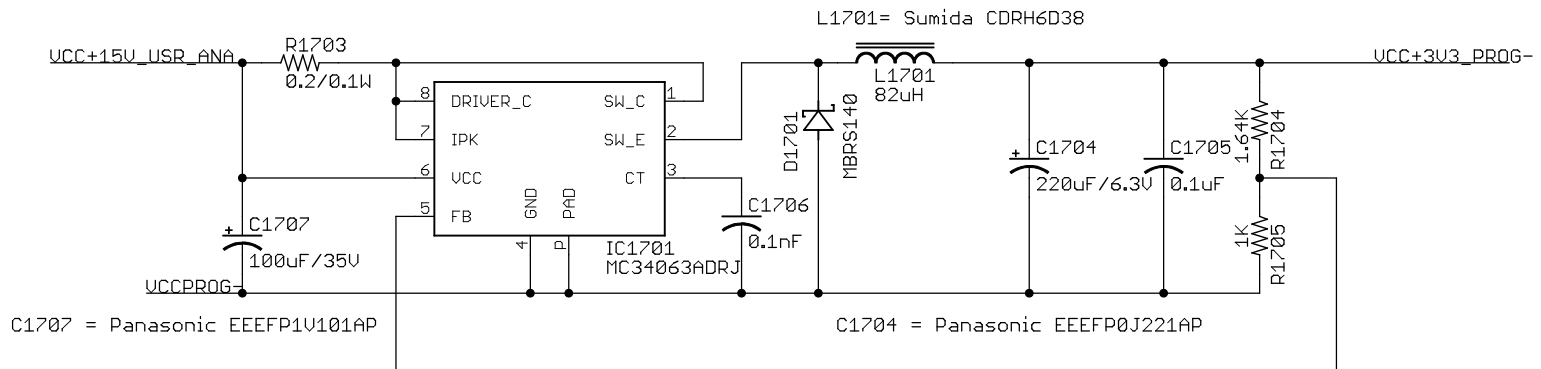 L1701= Sumida CDRH6D38
VCC+15V_USR_ANA
R1703
0.2/0.1W
L1701
82uH
VCC+3V3_PROG-
8
DRIVER_C
SW_C
1
7
IPK
SW_E
2
6
VCC
CT
3
5
FB
GND
PAD
4
P
IC1701
MC34063ADRJ
D1701
MBRS140
C1704
220uF/6.3V
C1705
0.1uF
1.64K
R1704
1K
R1705
C1706
0.1nF
C1707
100uF/35V
VCCPROG-
C1707 = Panasonic EEEFP1V101AP
C1704 = Panasonic EEEFP0J221AP